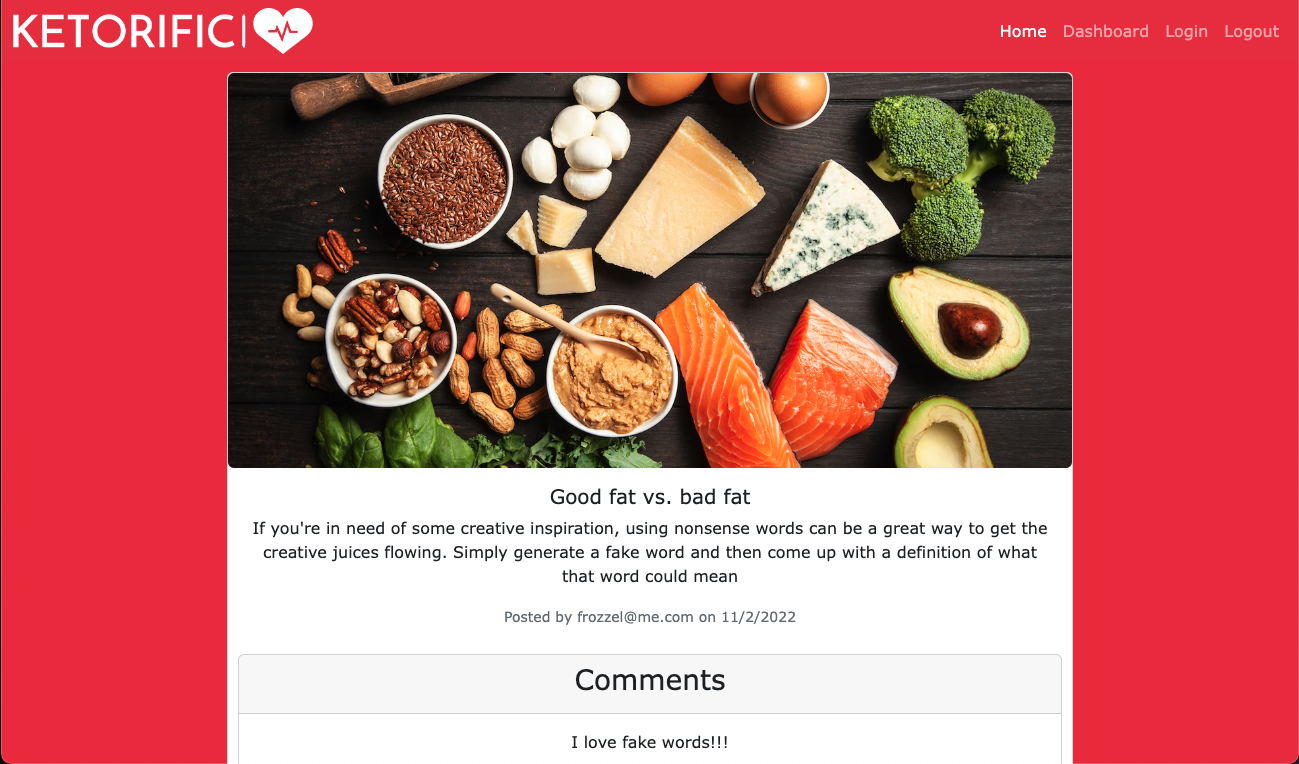 KETORIFIC
Home Dashboard Login Logout
Good fat vs. bad fat
If you're in need of some creative inspiration, using nonsense words can be a great way to get the
creative juices flowing. Simply generate a fake word and then come up with a definition of what
that word could mean
Posted by frozzel@me.com on 11/2/2022
Comments
I love fake words!!!